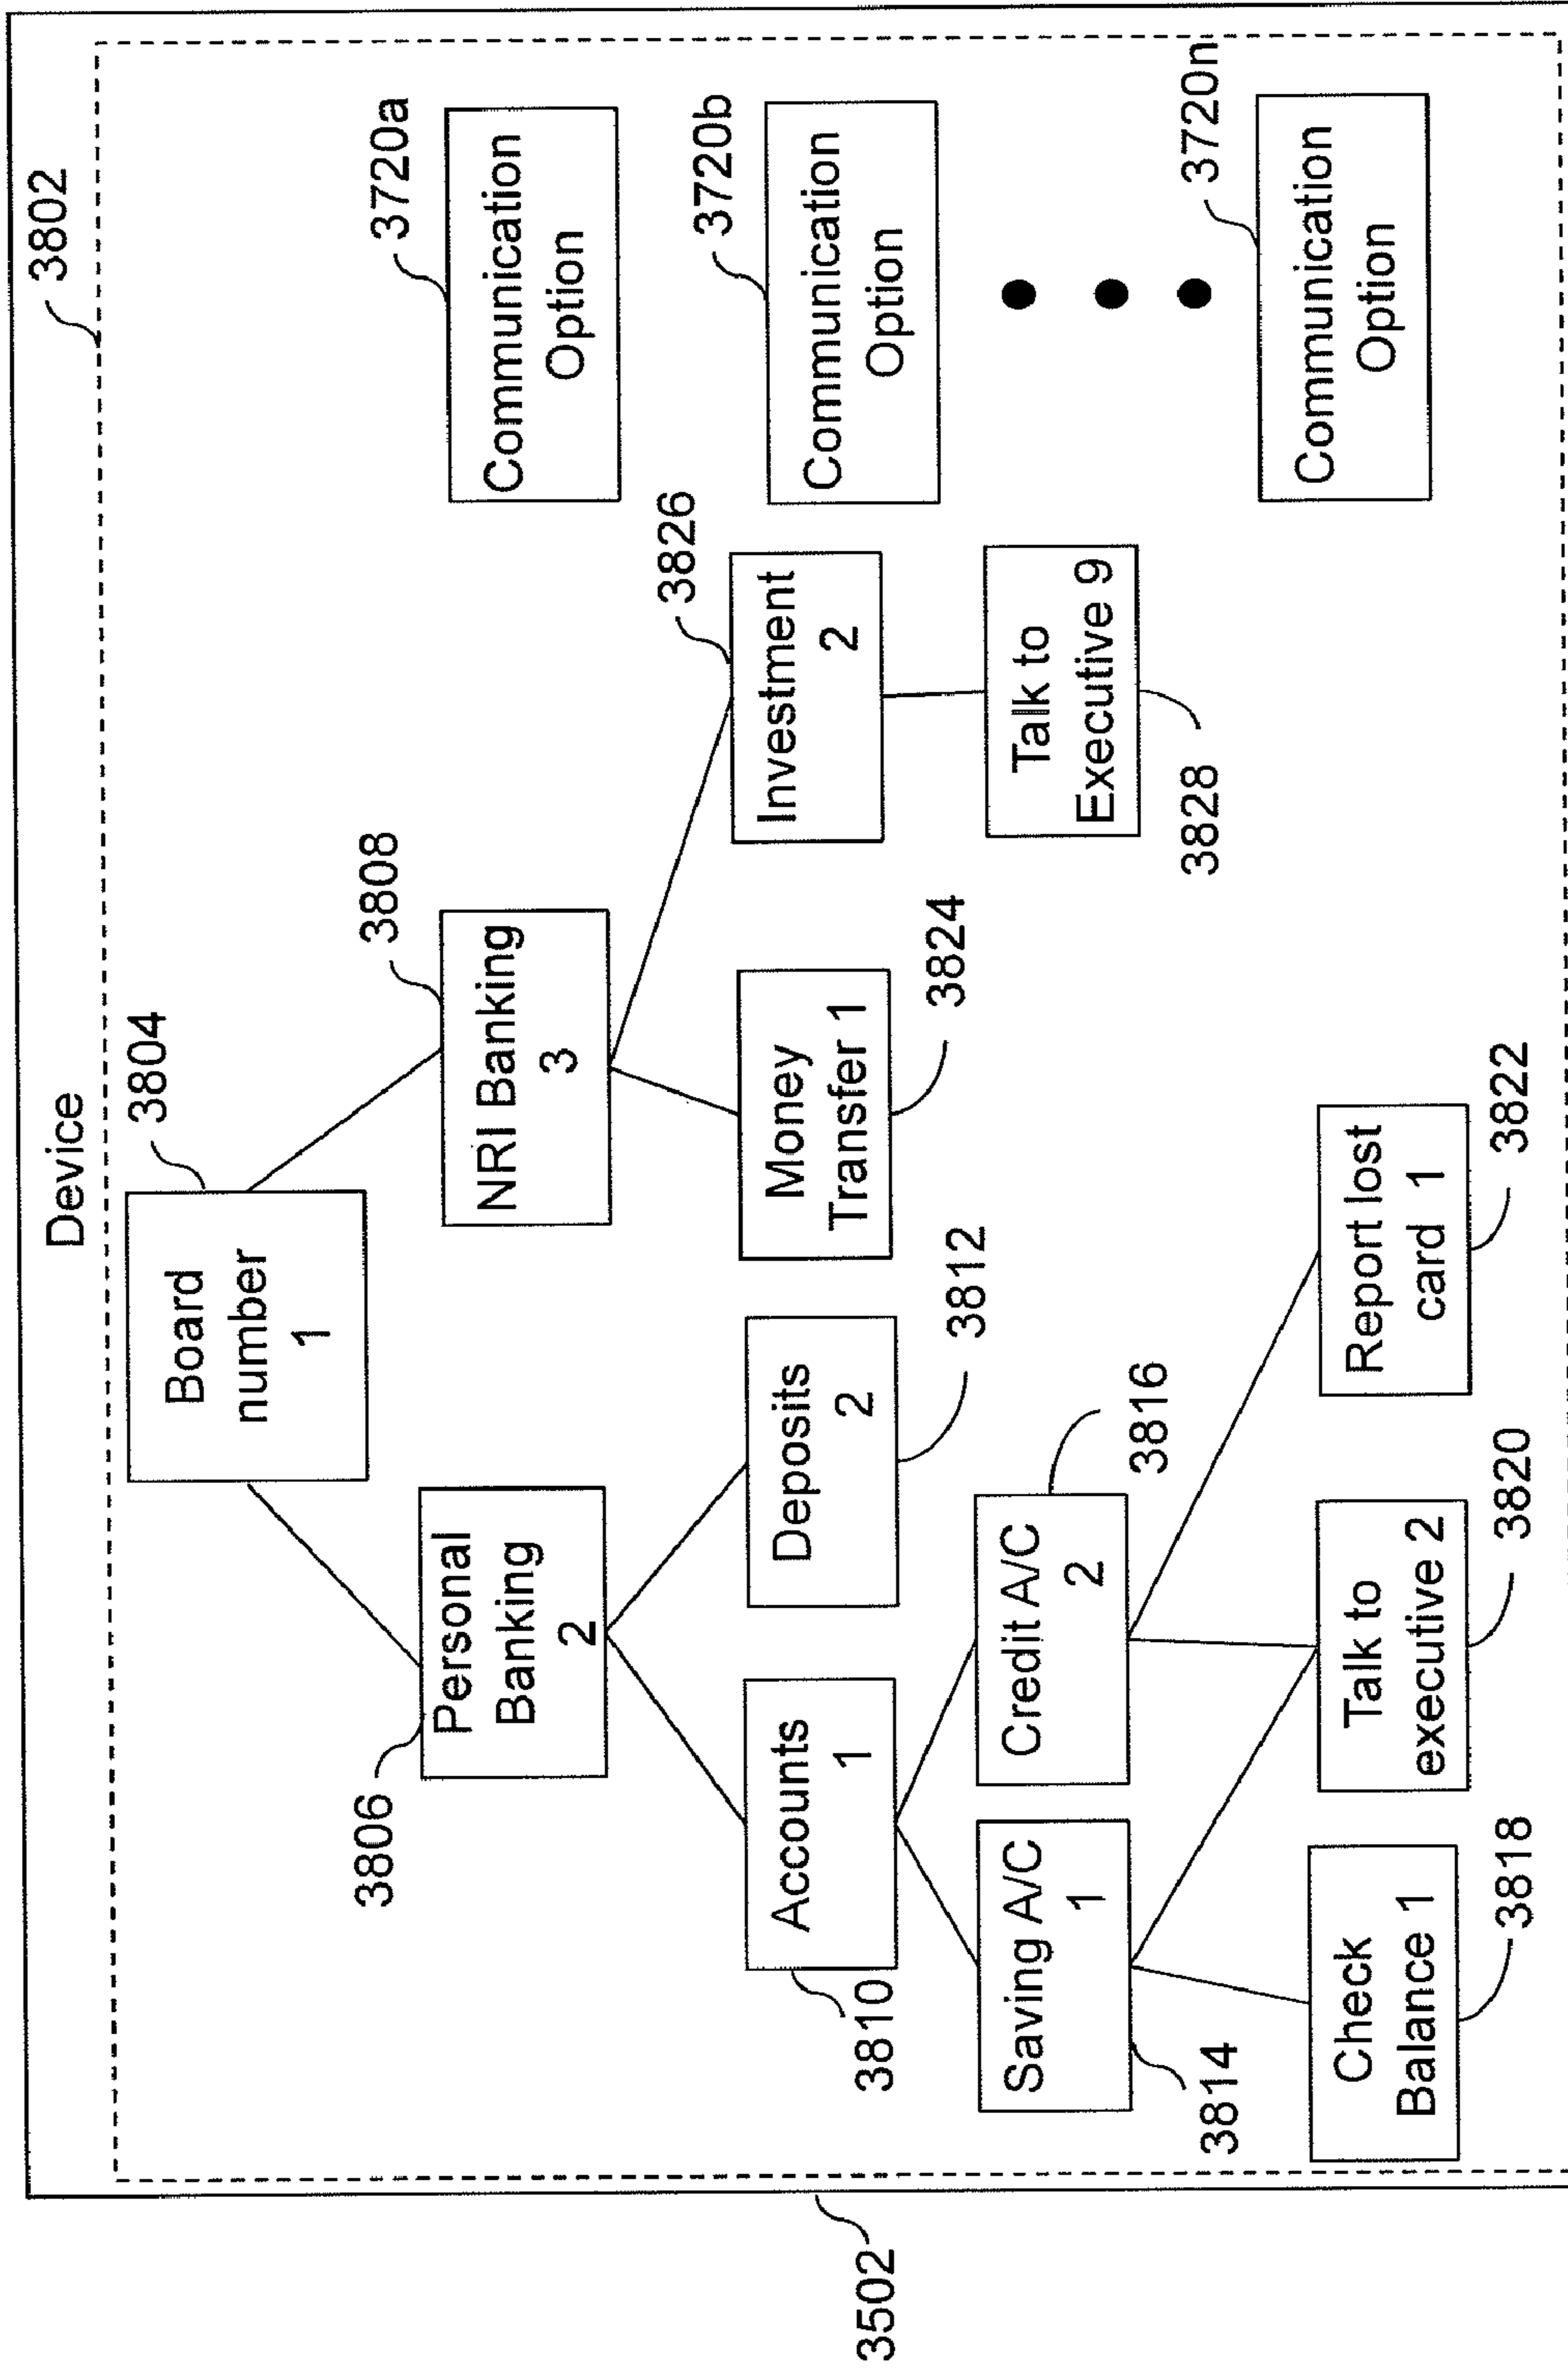 Device
3802
3804
Board
number
1
3806
Personal
Banking
2
3808
NRI Banking
3
3720a
Communication
Option
3810
Accounts
1
Deposits
2
3812
Money
Transfer 1
3824
3826
Investment
2
3720b
Communication
Option
3814
Saving A/C
1
Credit A/C
2
3816
Talk to
Executive 9
3828
Check
Balance 1
3818
Talk to
executive 2
3820
Report lost
card 1
3822
3720n
Communication
Option
3502